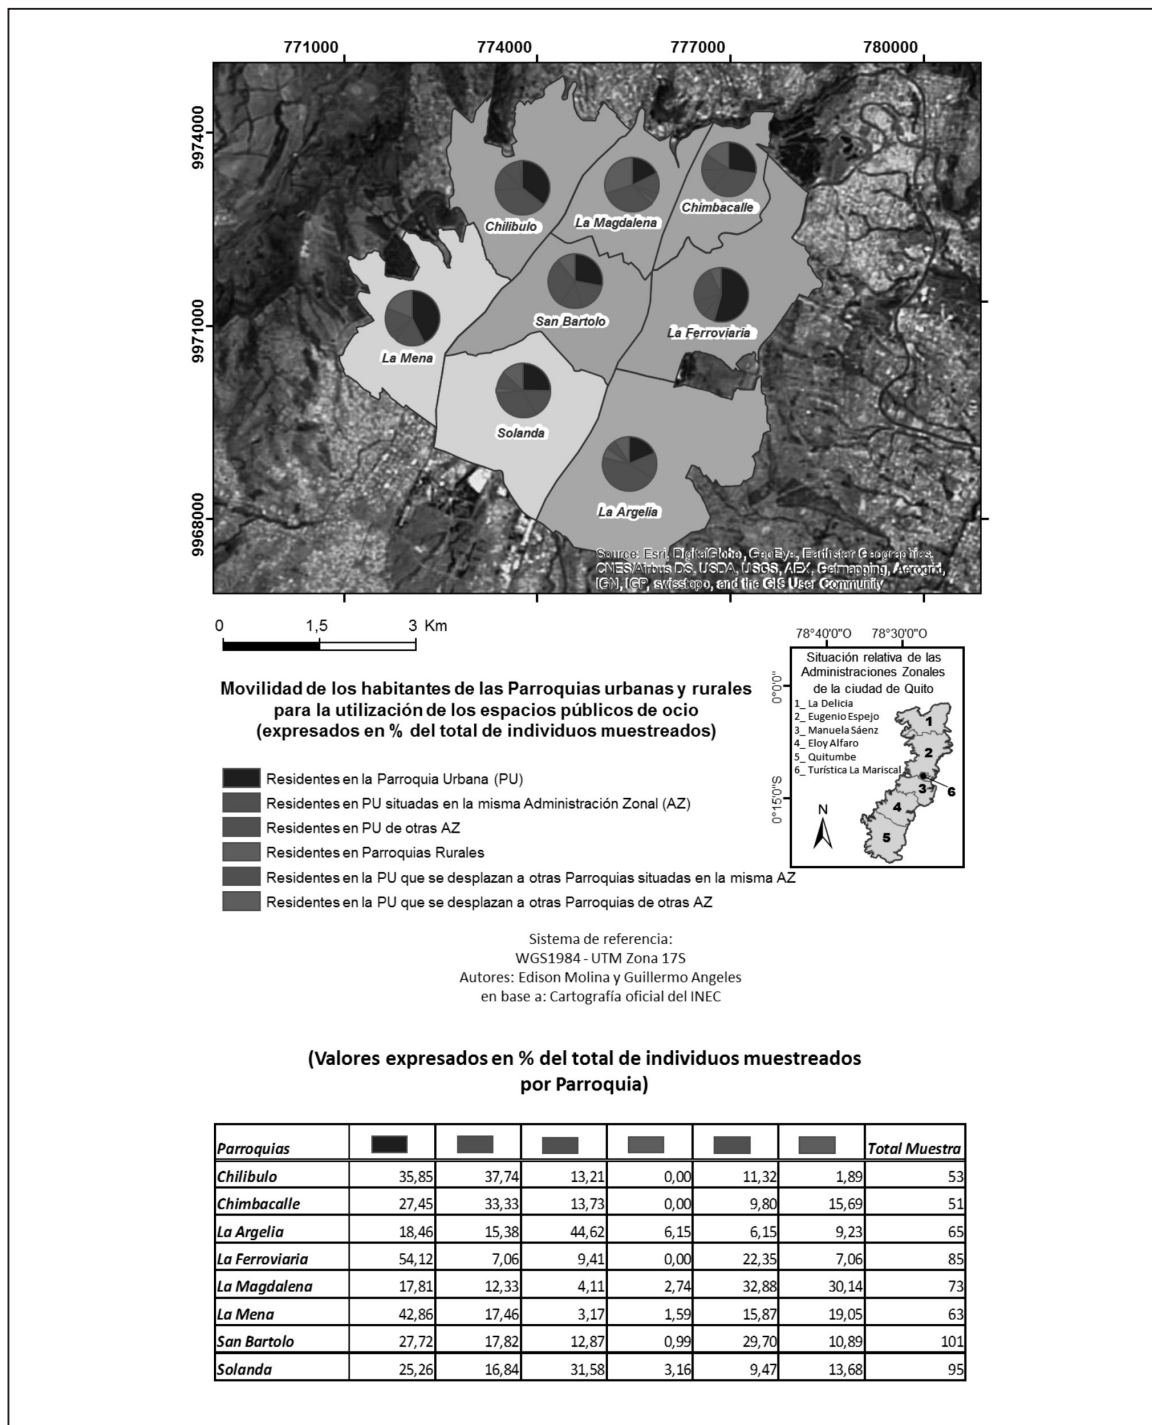 771000 774000 777000 780000
9974000
9971000
9968000
Chilibulo
La Magdalena
Chimbacalle
San Bartolo
La Ferroviaria
La Mena
Solanda
La Argelia
Source: Esri, DigitalGlobe, GeoEye, Earthstar Geographics,
CNES/Airbus DS, USDA, USGS, AEX, Getmapping, Aerogrid,
IGN, IGP, swisstopo, and the GIS User Community
0 1,5 3 Km
Movilidad de los habitantes de las Parroquias urbanas y rurales
para la utilización de los espacios públicos de ocio
(expresados en % del total de individuos muestreados)
Residentes en la Parroquia Urbana (PU)
Residentes en PU situadas en la misma Administración Zonal (AZ)
Residentes en PU de otras AZ
Residentes en Parroquias Rurales
Residentes en la PU que se desplazan a otras Parroquias situadas en la misma AZ
Residentes en la PU que se desplazan a otras Parroquias de otras AZ
78°40'0"O 78°30'0"O
0°0'0"
0°15'0"S
Situación relativa de las
Administraciones Zonales
de la ciudad de Quito
1_ La Delicia
2_ Eugenio Espejo
3_ Manuela Sáenz
4_ Eloy Alfaro
5_ Quitumbe
6_ Turística La Mariscal
1
2
3
6
4
5
N
Sistema de referencia:
WGS1984 - UTM Zona 17S
Autores: Edison Molina y Guillermo Angeles
en base a: Cartografía oficial del INEC
(Valores expresados en % del total de individuos muestreados
por Parroquia)
Parroquias Total Muestra
Chilibulo 35,85 37,74 13,21 0,00 11,32 1,89 53
Chimbacalle 27,45 33,33 13,73 0,00 9,80 15,69 51
La Argelia 18,46 15,38 44,62 6,15 6,15 9,23 65
La Ferroviaria 54,12 7,06 9,41 0,00 22,35 7,06 85
La Magdalena 17,81 12,33 4,11 2,74 32,88 30,14 73
La Mena 42,86 17,46 3,17 1,59 15,87 19,05 63
San Bartolo 27,72 17,82 12,87 0,99 29,70 10,89 101
Solanda 25,26 16,84 31,58 3,16 9,47 13,68 95